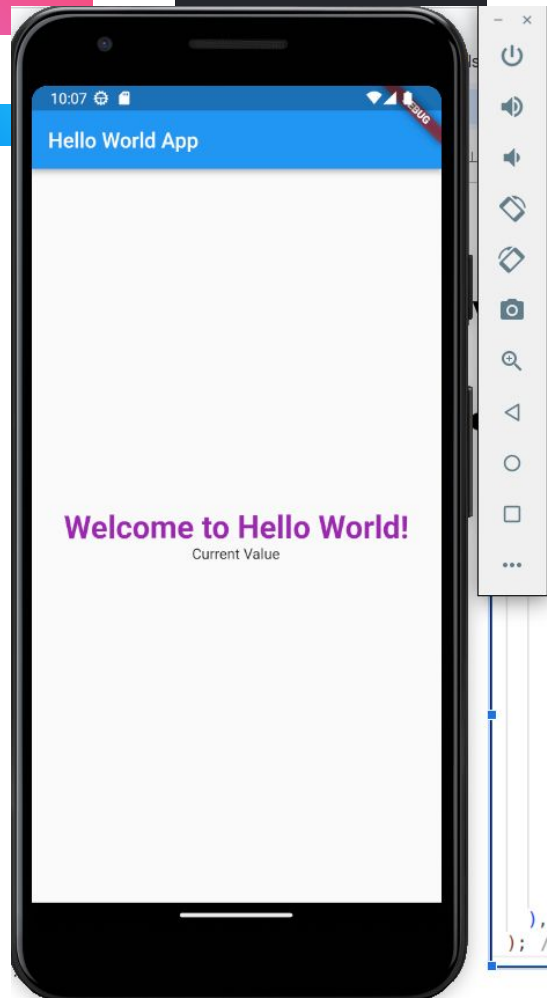 10:07
DEBUG
Hello World App
Welcome to Hello World!
Current Value
),
); /